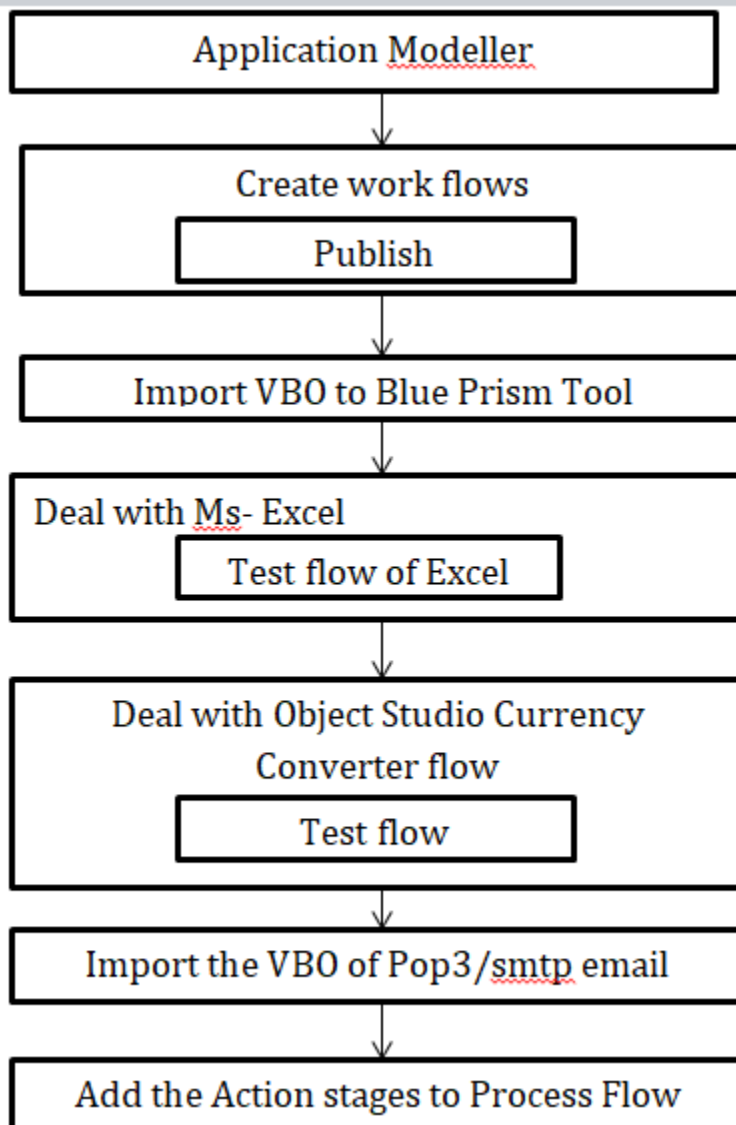 Application Modeller
Create work flows
Publish
Import VBO to Blue Prism Tool
Deal with Ms- Excel
Test flow of Excel
Deal with Object Studio Currency
Converter flow
Test flow
Import the VBO of Pop3/smtp email
Add the Action stages to Process Flow